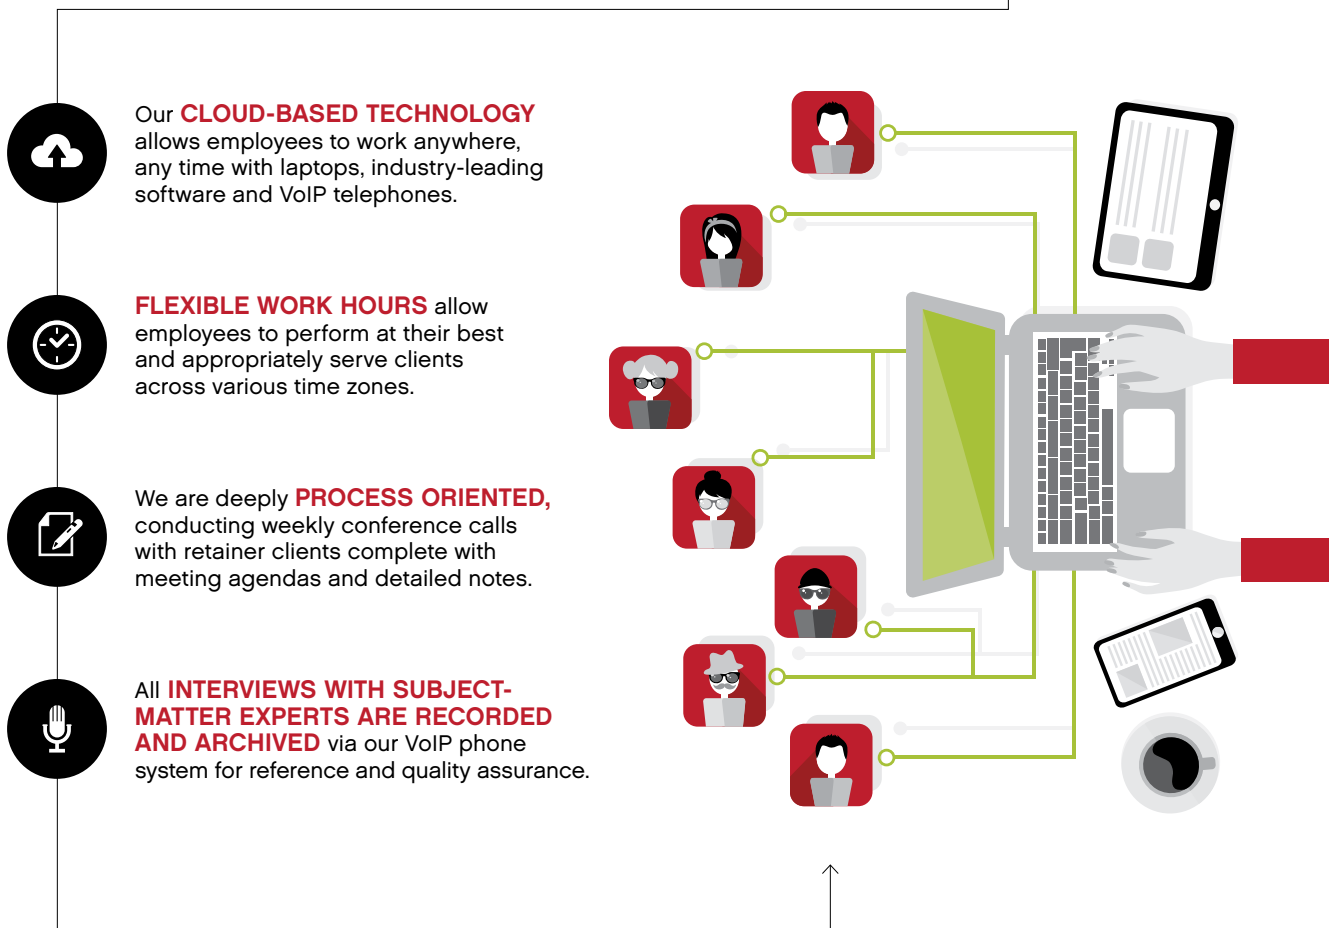 Our CLOUD-BASED TECHNOLOGY
allows employees to work anywhere,
any time with laptops, industry-leading
software and VoIP telephones.
FLEXIBLE WORK HOURS allow
employees to perform at their best
and appropriately serve clients
across various time zones.
We are deeply PROCESS ORIENTED,
conducting weekly conference calls
with retainer clients complete with
meeting agendas and detailed notes.
All INTERVIEWS WITH SUBJECT-
MATTER EXPERTS ARE RECORDED
AND ARCHIVED via our VoIP phone
system for reference and quality assurance.